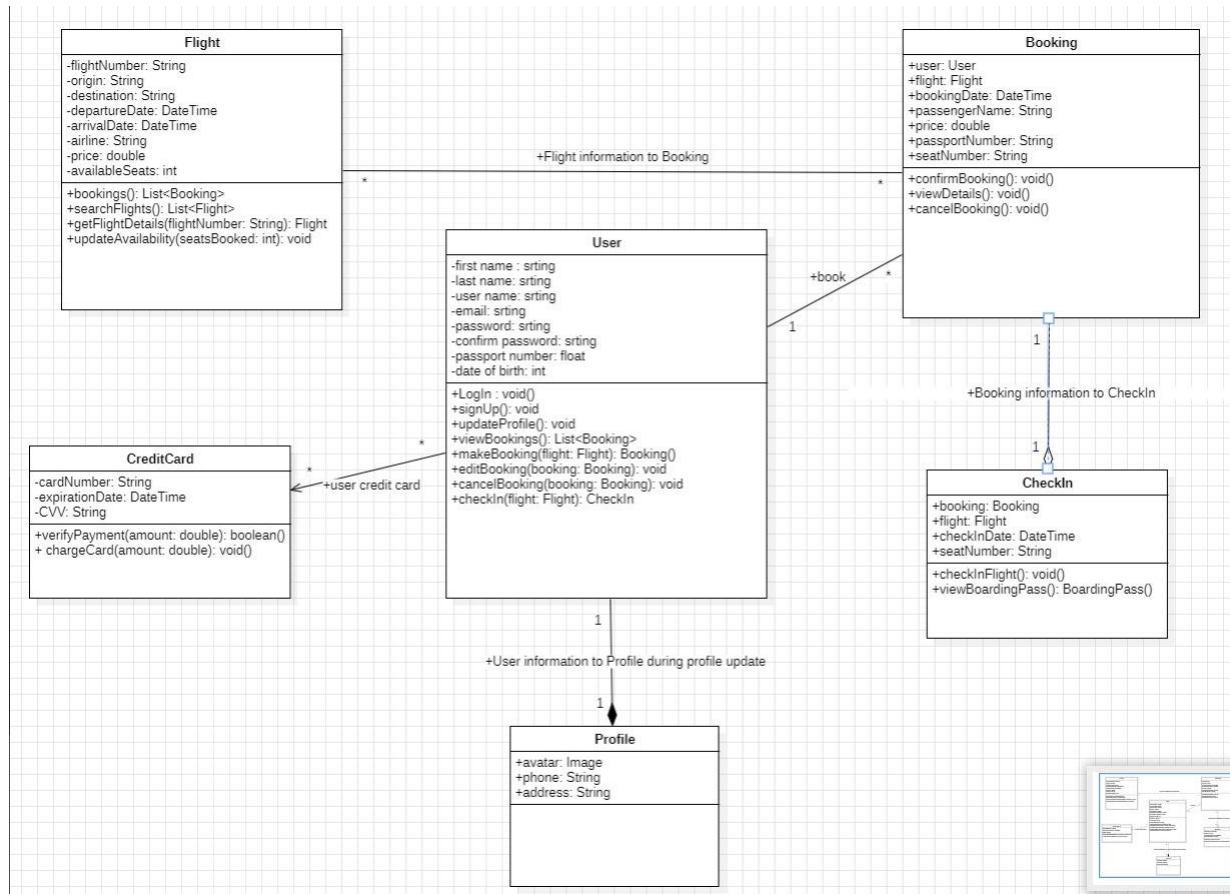 Flight
-flightNumber: String
-origin: String
-destination: String
-departureDate: DateTime
-arrivalDate: DateTime
-airline: String
-price: double
-availableSeats: int
+bookings(): List<Booking>
+searchFlights(): List<Flight>
+getFlightDetails(flightNumber: String): Flight
+updateAvailability(seatsBooked: int): void
+Flight information to Booking
*
*
Booking
+user: User
+flight: Flight
+bookingDate: DateTime
+passengerName: String
+price: double
+passportNumber: String
+seatNumber: String
+confirmBooking(): void()
+viewDetails(): void()
+cancelBooking(): void()
User
-first name : srting
-last name: srting
-user name: srting
-email: srting
-password: srting
-confirm password: srting
-passport number: float
-date of birth: int
+LogIn : void()
+signUp(): void
+updateProfile(): void
+viewBookings(): List<Booking>
+makeBooking(flight: Flight): Booking()
+editBooking(booking: Booking): void
+cancelBooking(booking: Booking): void
+checkIn(flight: Flight): CheckIn
+book
*
1
1
+Booking information to CheckIn
1
CreditCard
-cardNumber: String
-expirationDate: DateTime
-CVV: String
+verifyPayment(amount: double): boolean()
+ chargeCard(amount: double): void()
*
*
+user credit card
CheckIn
+booking: Booking
+flight: Flight
+checkInDate: DateTime
+seatNumber: String
+checkInFlight(): void()
+viewBoardingPass(): BoardingPass()
1
+User information to Profile during profile update
1
Profile
+avatar: Image
+phone: String
+address: String